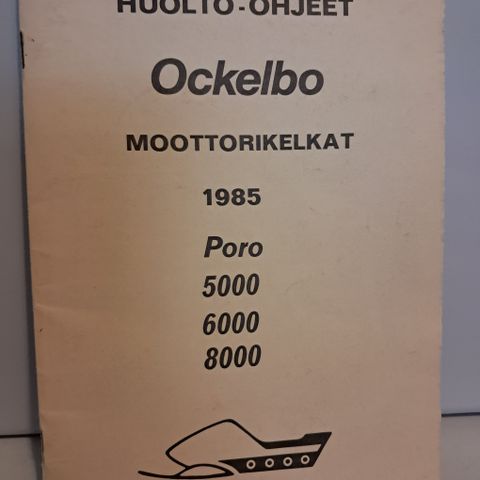 HUOLTO-OHJEET
Ockelbo
MOOTTORIKELKAT
1985
Poro
5000
6000
8000